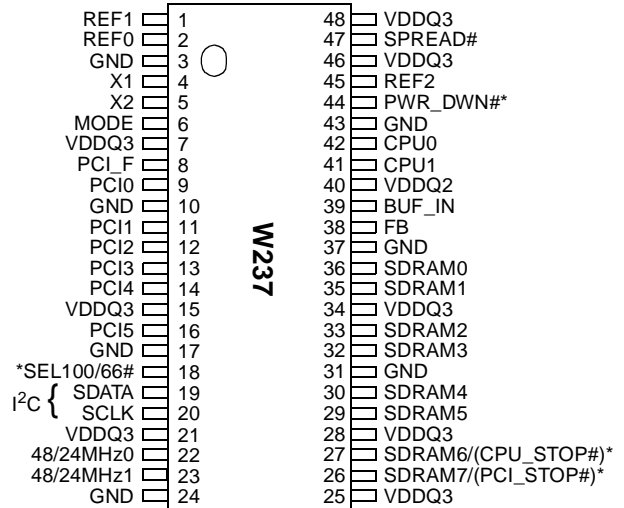 REF1 1 48 VDDQ3
REF0 2 47 SPREAD#
GND 3 46 VDDQ3
X1 4 45 REF2
X2 5 44 PWR_DWN#*
MODE 6 43 GND
VDDQ3 7 42 CPU0
PCI_F 8 41 CPU1
PCI0 9 40 VDDQ2
GND 10 39 BUF_IN
PCI1 11 38 FB
PCI2 12 37 GND
PCI3 13 36 SDRAM0
PCI4 14 35 SDRAM1
VDDQ3 15 34 VDDQ3
PCI5 16 33 SDRAM2
GND 17 32 SDRAM3
*SEL100/66# 18 31 GND
I²C { SDATA 19 30 SDRAM4
SCLK 20 29 SDRAM5
VDDQ3 21 28 VDDQ3
48/24MHz0 22 27 SDRAM6/(CPU_STOP#)*
48/24MHz1 23 26 SDRAM7/(PCI_STOP#)*
GND 24 25 VDDQ3
W237